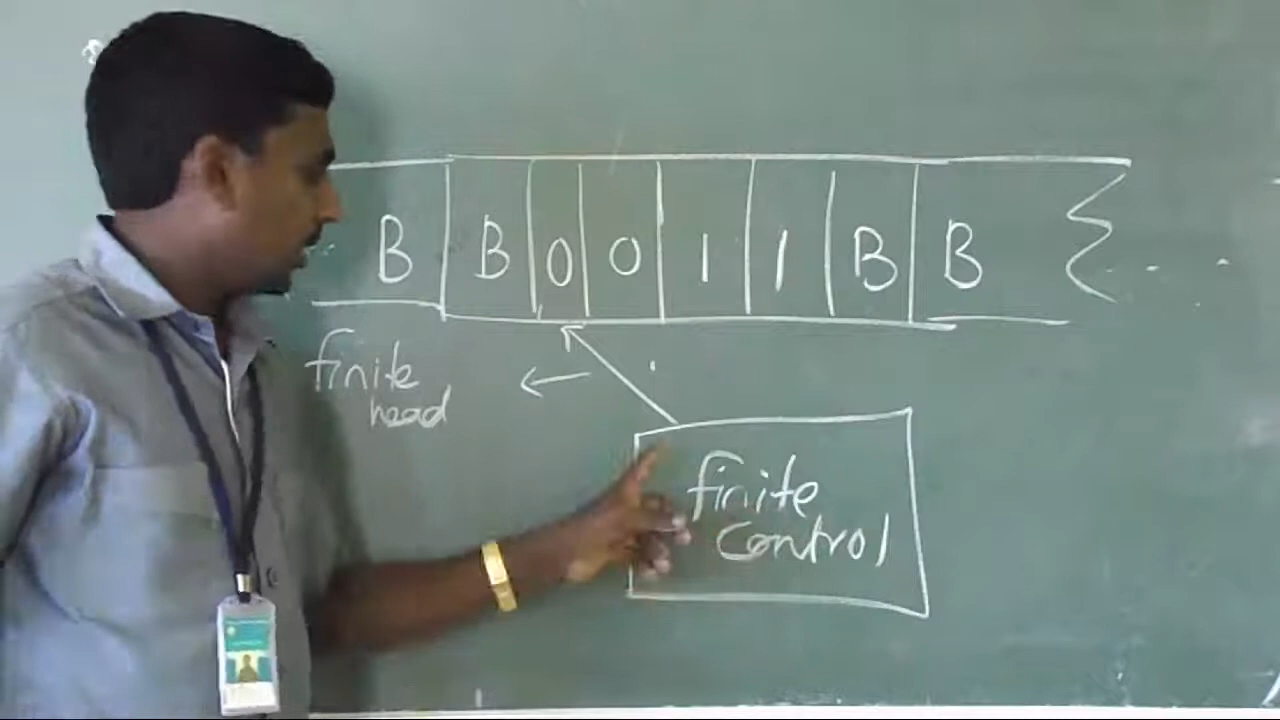 B B 0 0 1 1 B B
finite
head
finite
control